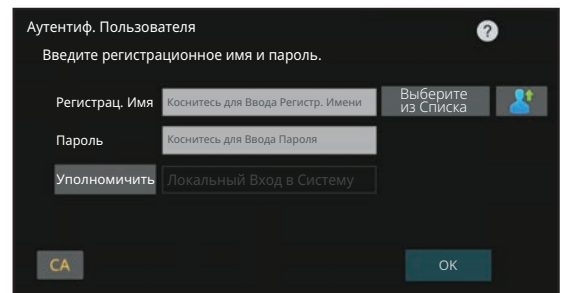 Аутентиф. Пользователя
?
Введите регистрационное имя и пароль.
Регистрац. Имя
Коснитесь для Ввода Регистр. Имени
Выберите
из Списка
Пароль
Коснитесь для Ввода Пароля
Уполномичить
Локальный Вход в Систему
CA
OK